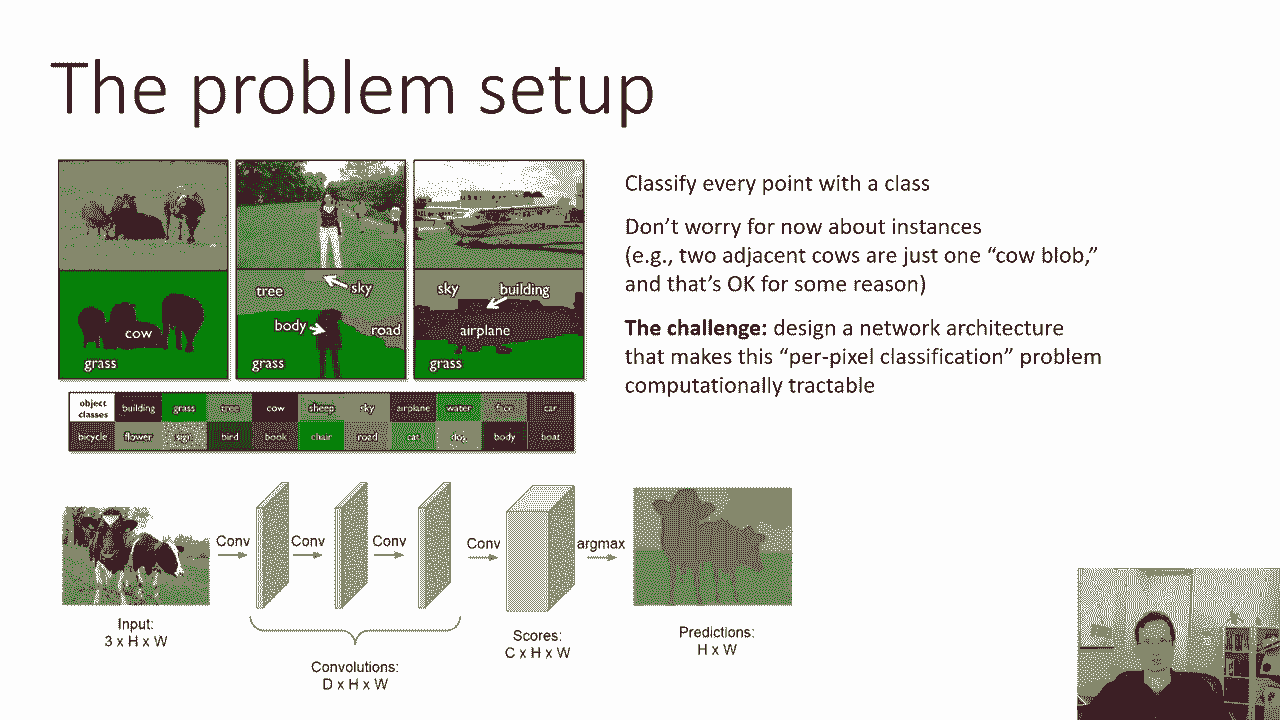 The problem setup
cow
grass
tree
sky
body
road
grass
sky
building
airplane
grass
object classes
building
grass
tree
cow
sheep
sky
airplane
water
face
car
bicycle
flower
sign
bird
book
chair
road
cat
dog
body
boat
Classify every point with a class
Don’t worry for now about instances
(e.g., two adjacent cows are just one “cow blob,”
and that’s OK for some reason)
The challenge: design a network architecture
that makes this “per-pixel classification” problem
computationally tractable
Conv
Conv
Conv
Conv
argmax
Input:
3 x H x W
Convolutions:
D x H x W
Scores:
C x H x W
Predictions:
H x W